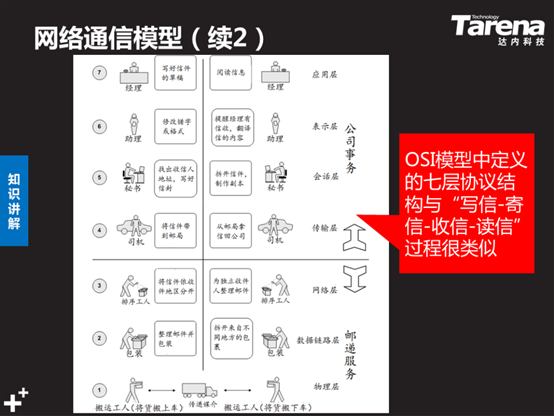 网络通信模型（续2）
Technology
Tarena
达内科技
知识讲解
7
经理
写好信件的草稿
阅读信息
经理
应用层
6
助理
修改错字或格式
提醒经理有信收，翻译信的内容
助理
表示层
5
秘书
找出收信人地址，写好信封
拆开信件，制作副本
秘书
会话层
4
司机
将信件带到邮局
从邮局拿信回公司
司机
传输层
公司事务
3
排序工人
将信件依收件地区分开
为独立收件人整理邮件
排序工人
网络层
2
包装
整理邮件并包装
拆开来自不同地方的包裹
包装
数据链路层
邮递服务
1
传递媒介
物理层
搬运工人(将货搬上车)
搬运工人(将货搬下车)
OSI模型中定义
的七层协议结
构与“写信-寄
信-收信-读信”
过程很类似